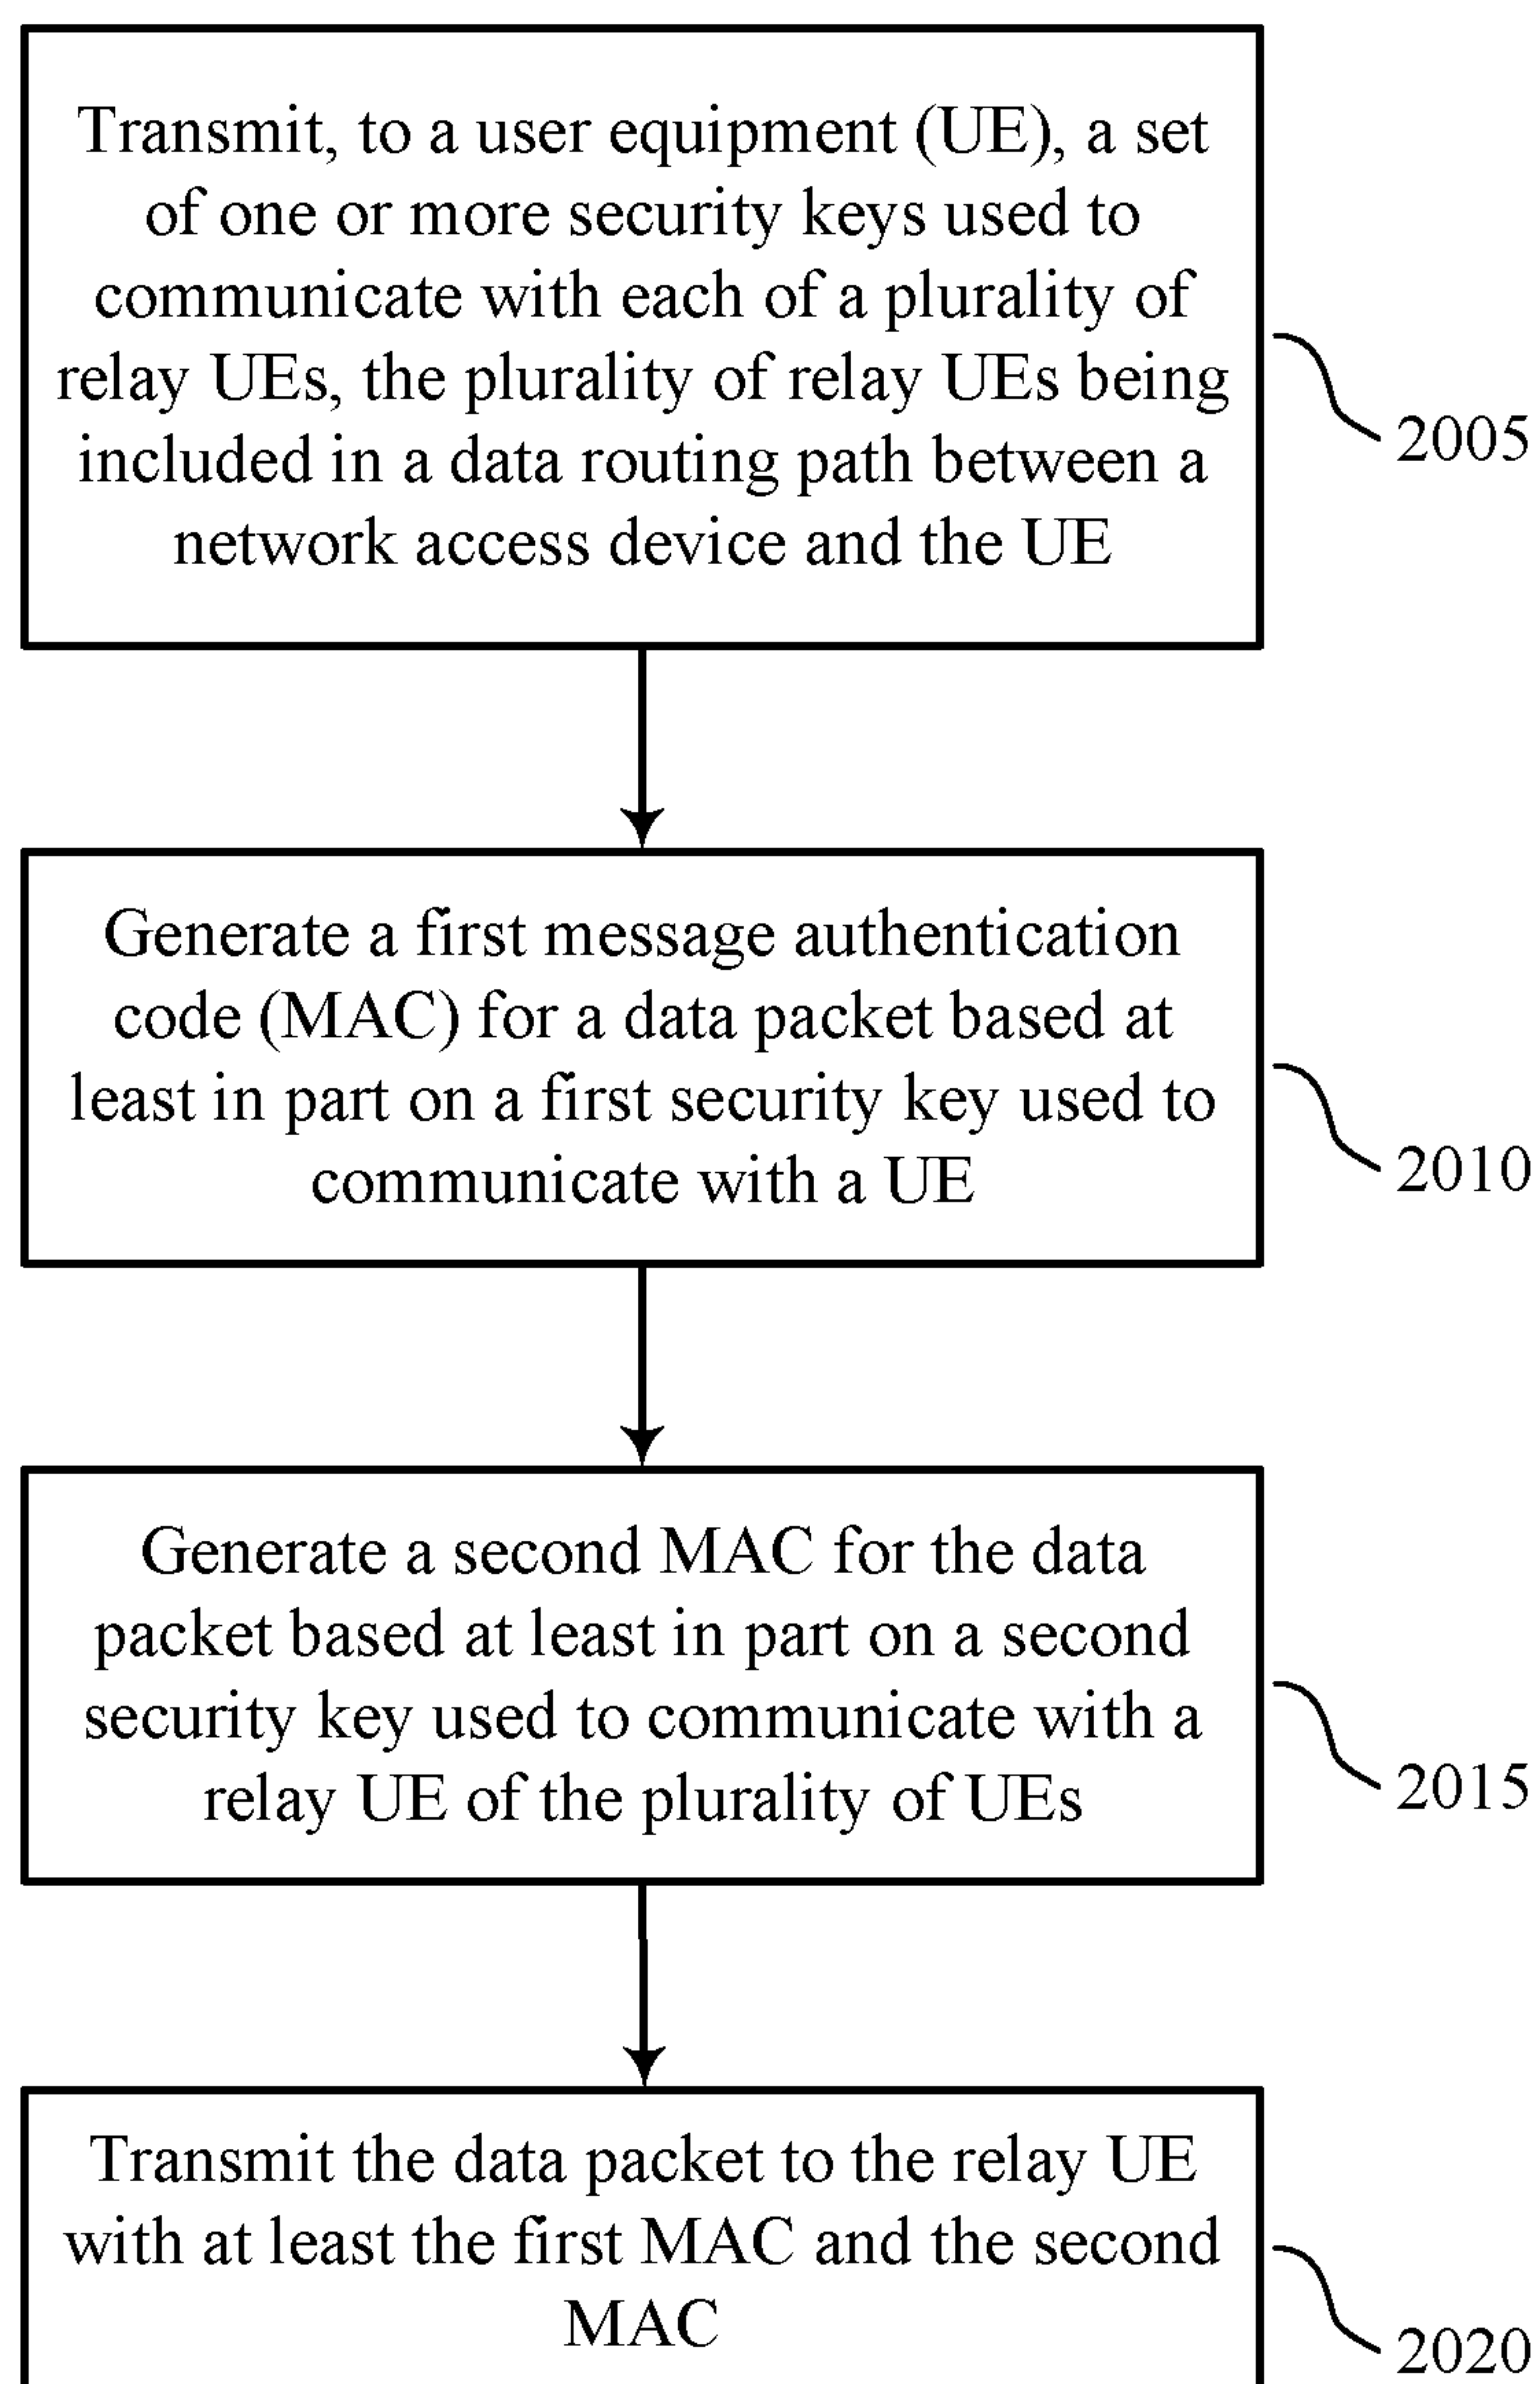 Transmit, to a user equipment (UE), a set
of one or more security keys used to
communicate with each of a plurality of
relay UEs, the plurality of relay UEs being
included in a data routing path between a
network access device and the UE
2005
Generate a first message authentication
code (MAC) for a data packet based at
least in part on a first security key used to
communicate with a UE
2010
Generate a second MAC for the data
packet based at least in part on a second
security key used to communicate with a
relay UE of the plurality of UEs
2015
Transmit the data packet to the relay UE
with at least the first MAC and the second
MAC
2020